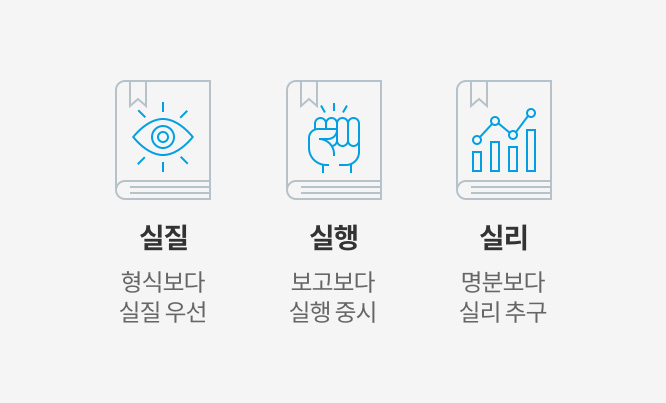 실질
형식보다
실질 우선
실행
보고보다
실행 중시
실리
명분보다
실리 추구